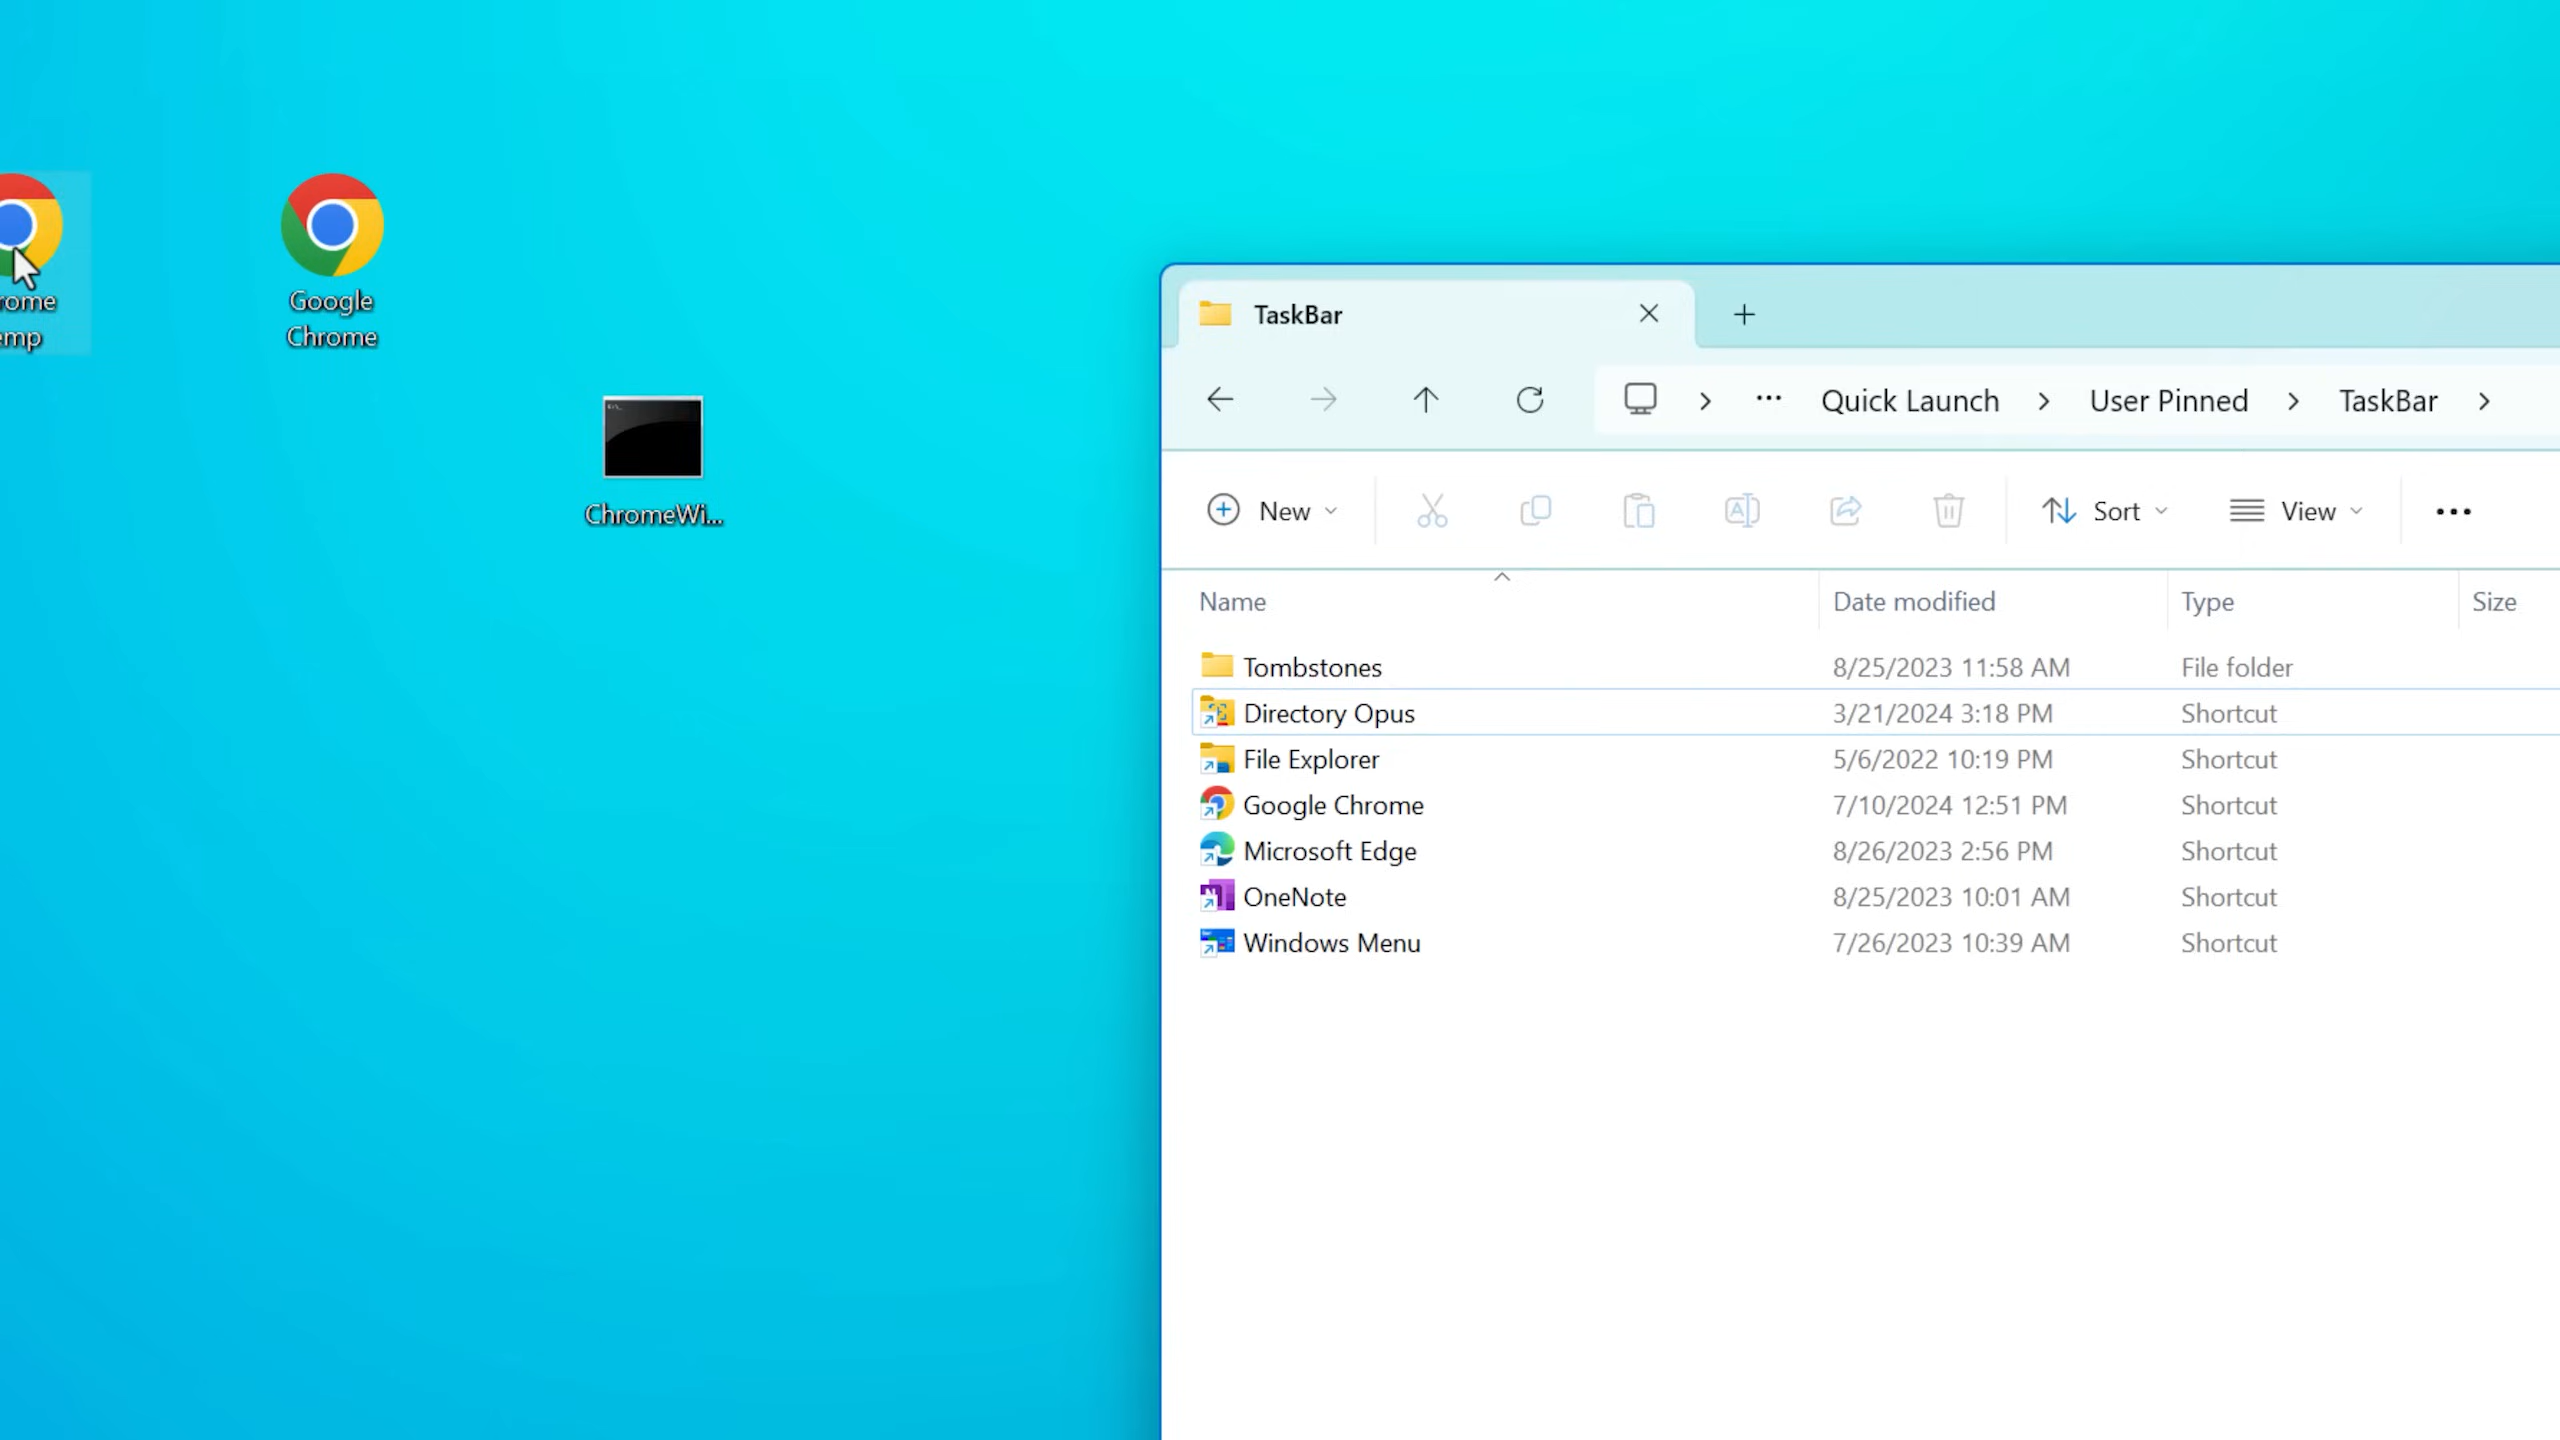 rome
emp
Google
Chrome
ChromeWi...
TaskBar
Quick Launch
User Pinned
TaskBar
New
Sort
View
Name
Date modified
Type
Size
Tombstones
8/25/2023 11:58 AM
File folder
Directory Opus
3/21/2024 3:18 PM
Shortcut
File Explorer
5/6/2022 10:19 PM
Shortcut
Google Chrome
7/10/2024 12:51 PM
Shortcut
Microsoft Edge
8/26/2023 2:56 PM
Shortcut
OneNote
8/25/2023 10:01 AM
Shortcut
Windows Menu
7/26/2023 10:39 AM
Shortcut